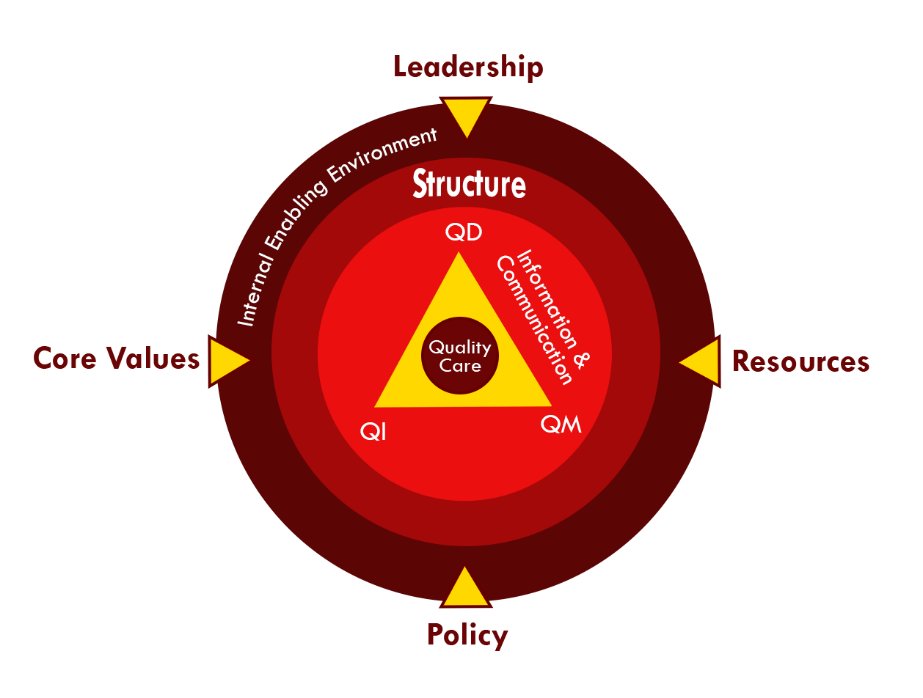 Leadership
Internal Enabling Environment
Structure
QD
Information &
Communication
Quality
Care
Core Values
Resources
QI
QM
Policy